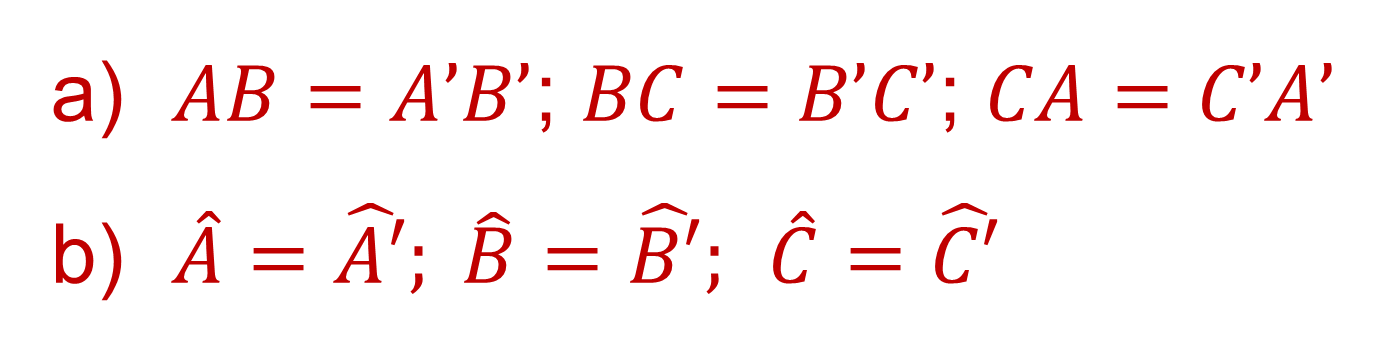 a) AB = A’B’; BC = B’C’; CA = C’A’
b) Â = A′̂; B̂ = B′̂; Ĉ = C′̂